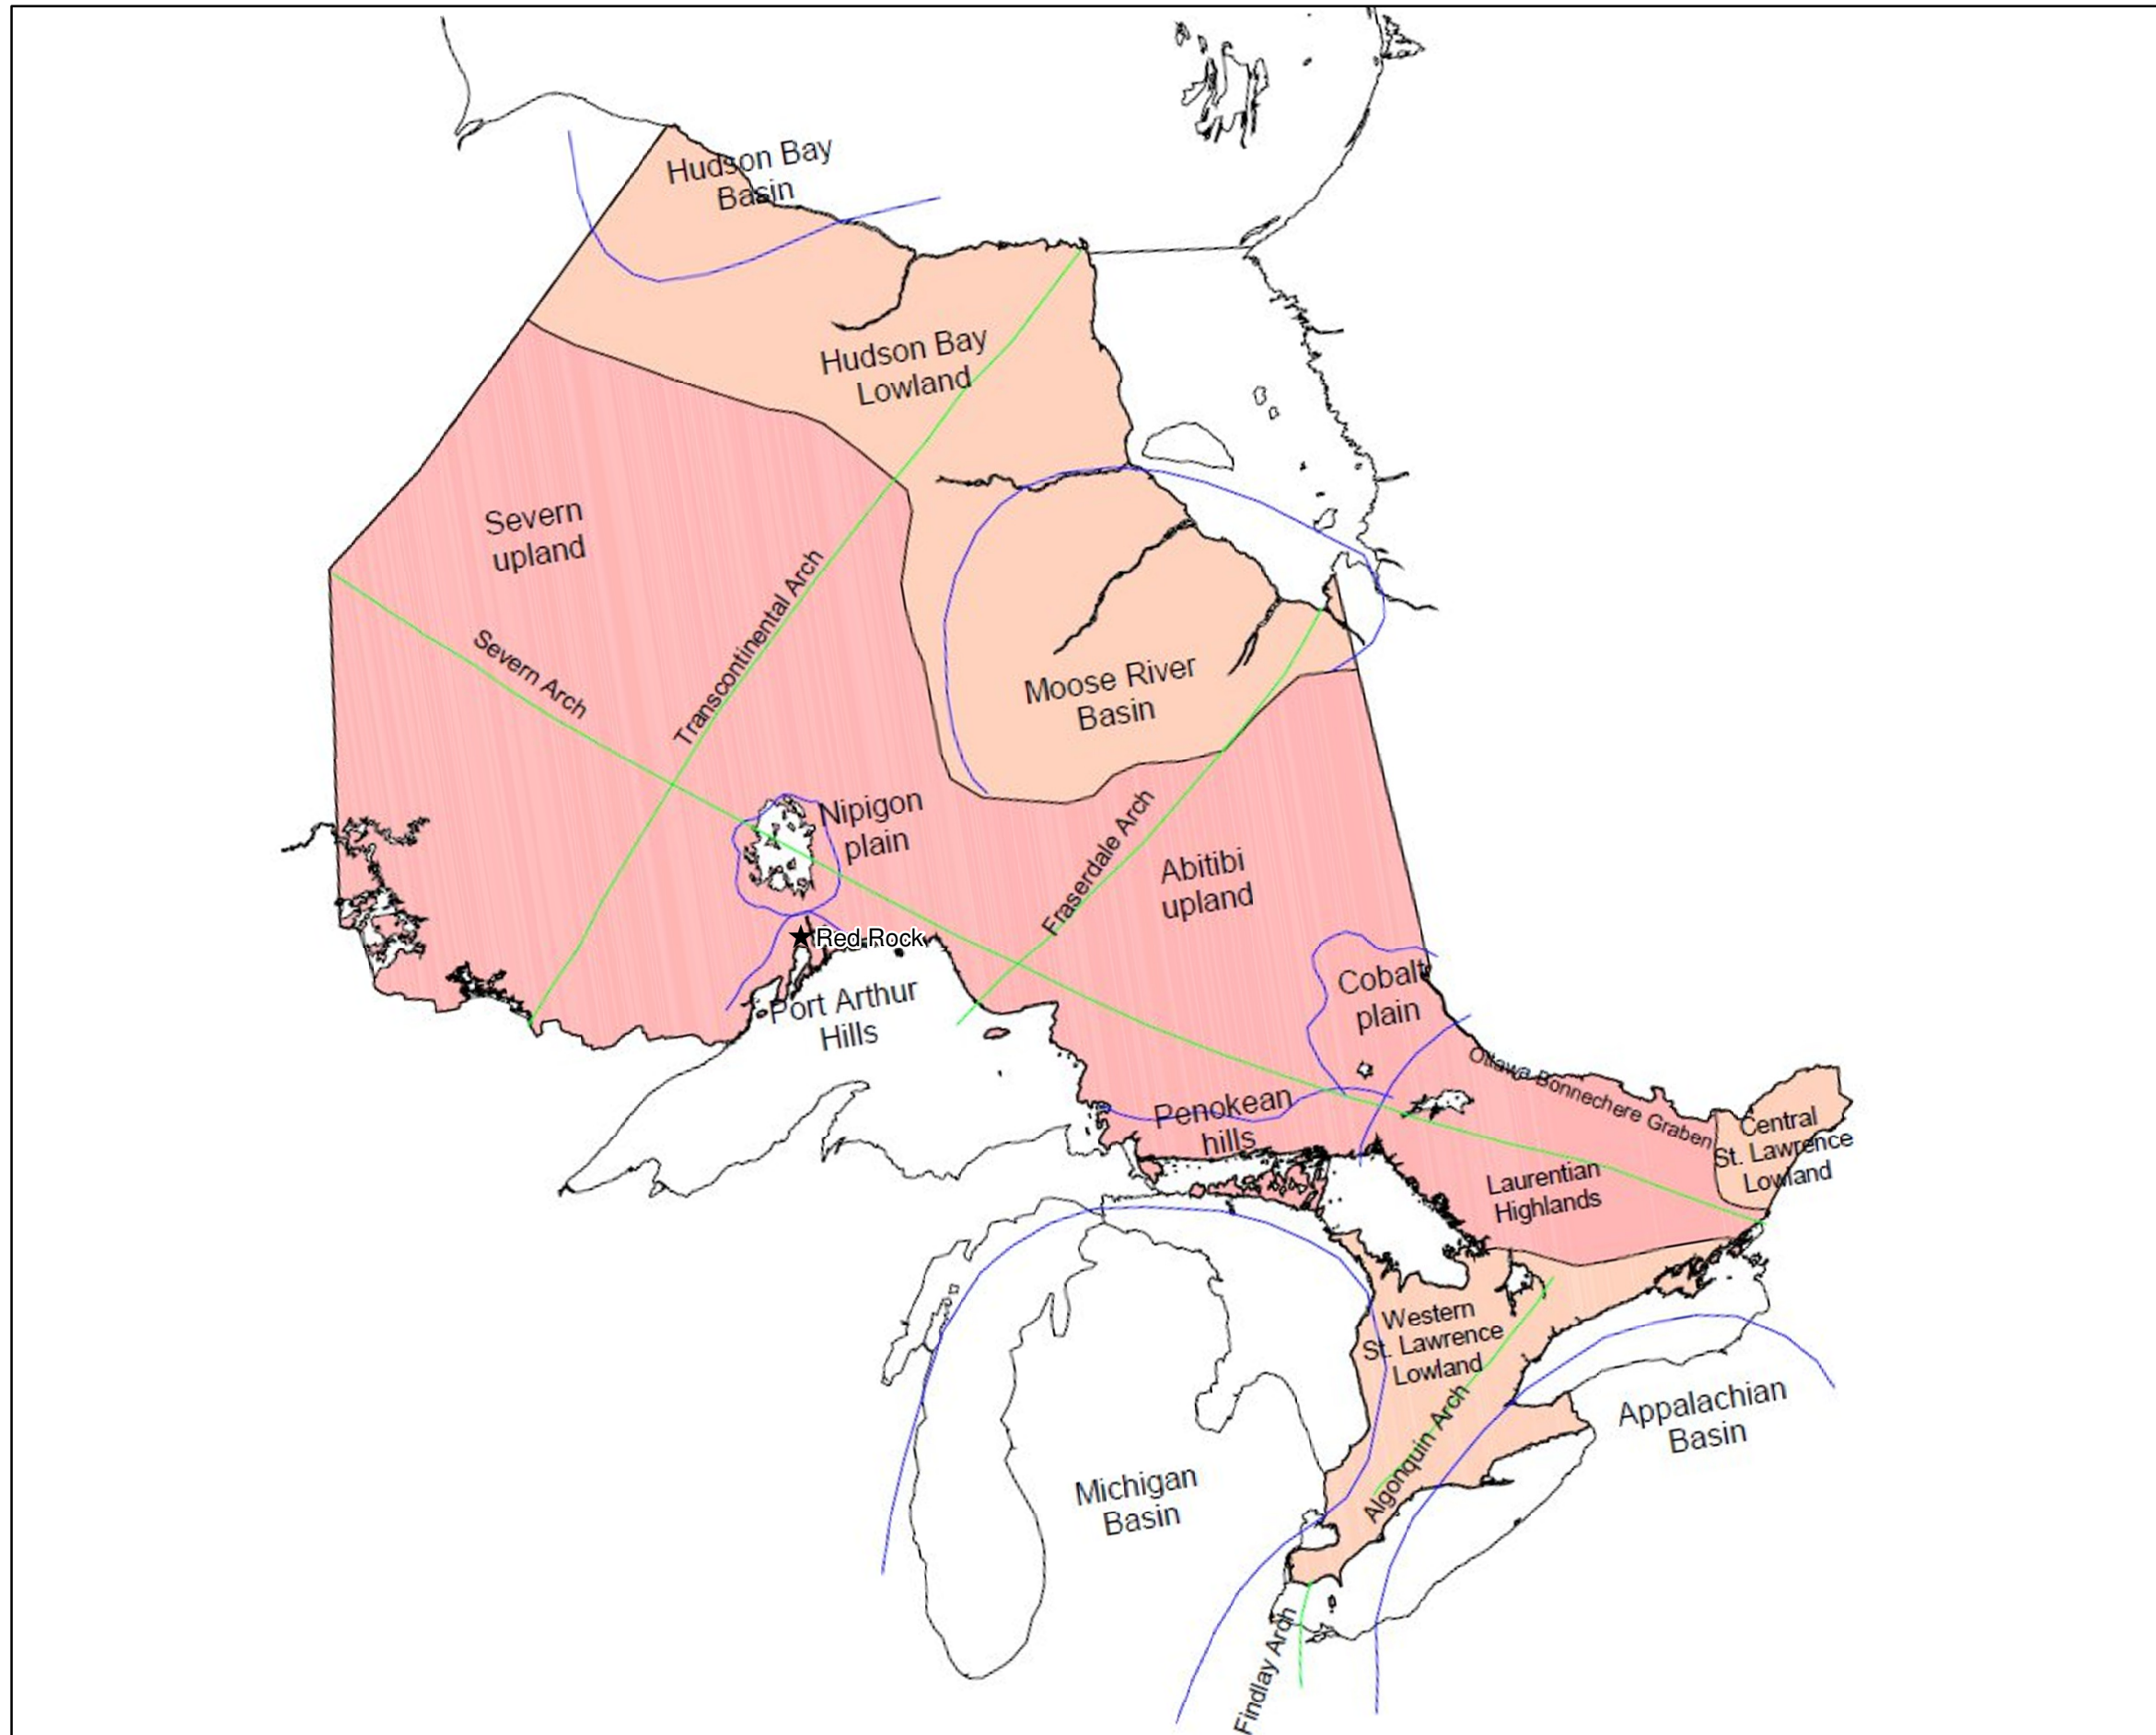 Hudson Bay
Basin
Hudson Bay
Lowland
Severn
upland
Transcontinental Arch
Severn Arch
Moose River
Basin
Nipigon
plain
Fraserdale Arch
Abitibi
upland
Red Rock
Cobalt
plain
Port Arthur
Hills
Ottawa Bonnechere Graben
Penokean
hills
Central
St. Lawrence
Lowland
Laurentian
Highlands
Western
St. Lawrence
Lowland
Algonquin Arch
Appalachian
Basin
Michigan
Basin
Findlay Arch